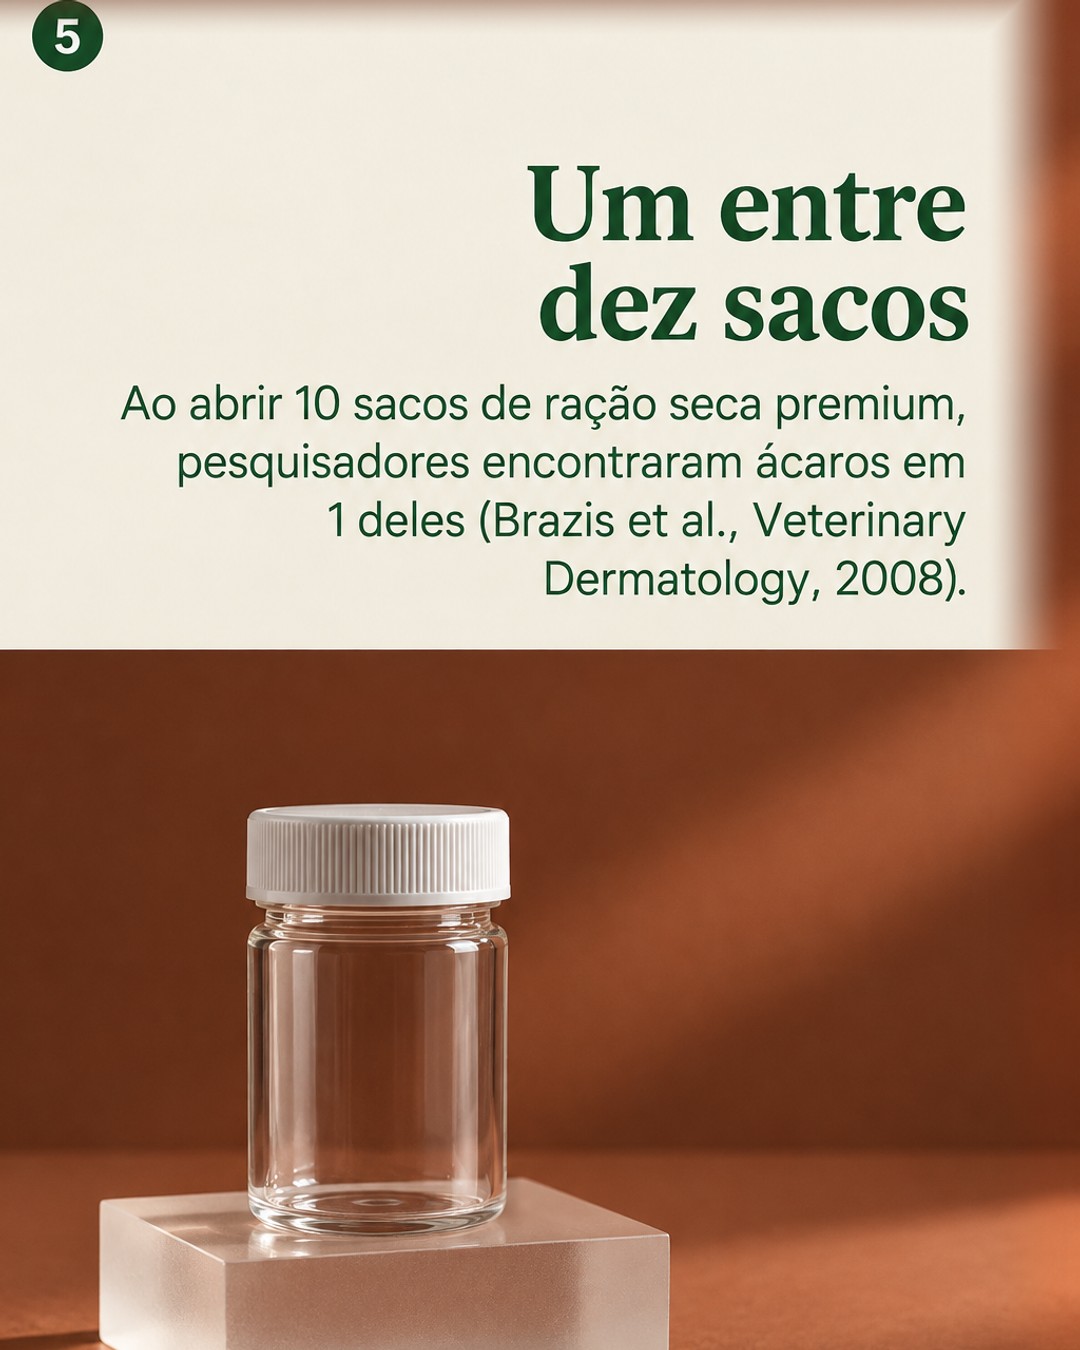 5
Um entre
dez sacos
Ao abrir 10 sacos de ração seca premium,
pesquisadores encontraram ácaros em
1 deles (Brazis et al., Veterinary
Dermatology, 2008).